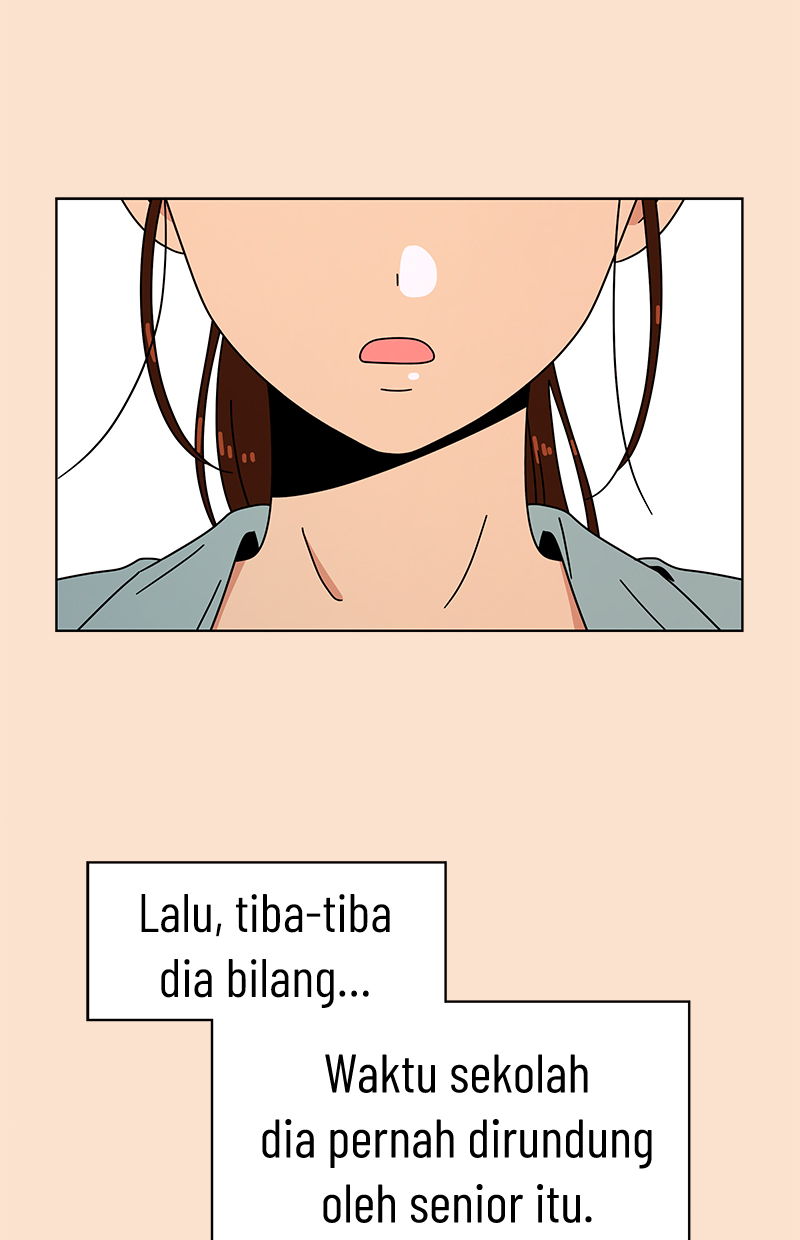 Lalu, tiba-tiba
dia bilang...
Waktu sekolah
dia pernah dirundung
oleh senior itu.